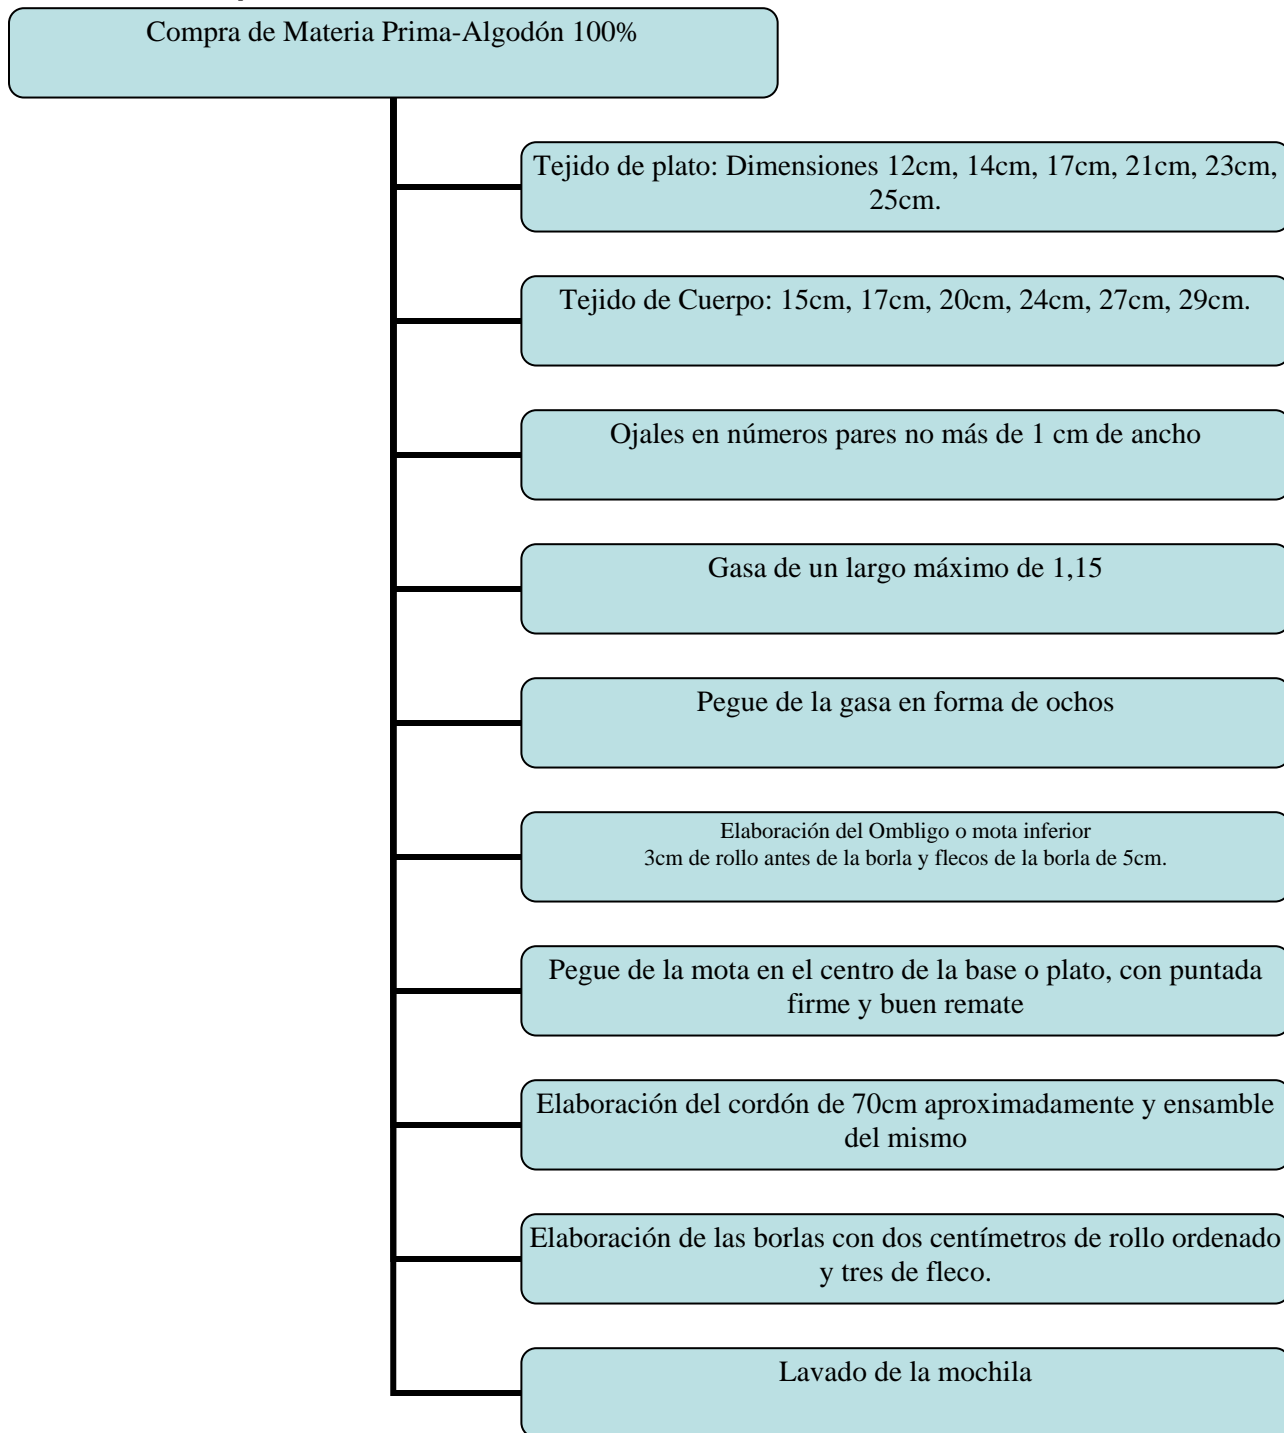 Compra de Materia Prima-Algodón 100%
Tejido de plato: Dimensiones 12cm, 14cm, 17cm, 21cm, 23cm,
25cm.
Tejido de Cuerpo: 15cm, 17cm, 20cm, 24cm, 27cm, 29cm.
Ojales en números pares no más de 1 cm de ancho
Gasa de un largo máximo de 1,15
Pegue de la gasa en forma de ochos
Elaboración del Ombligo o mota inferior
3cm de rollo antes de la borla y flecos de la borla de 5cm.
Pegue de la mota en el centro de la base o plato, con puntada
firme y buen remate
Elaboración del cordón de 70cm aproximadamente y ensamble
del mismo
Elaboración de las borlas con dos centímetros de rollo ordenado
y tres de fleco.
Lavado de la mochila